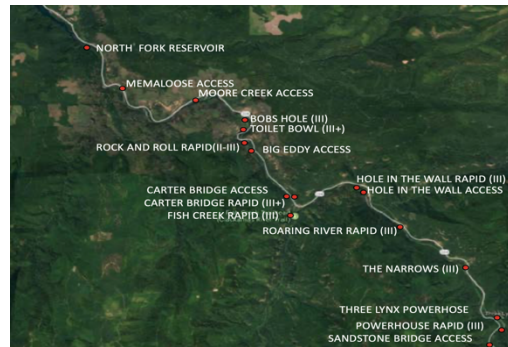 NORTH FORK RESERVOIR
MEMALOOSE ACCESS
MOORE CREEK ACCESS
BOBS HOLE (III)
TOILET BOWL (III+)
ROCK AND ROLL RAPID(II-III)
BIG EDDY ACCESS
HOLE IN THE WALL RAPID (III)
HOLE IN THE WALL ACCESS
CARTER BRIDGE ACCESS
CARTER BRIDGE RAPID (III+)
FISH CREEK RAPID (III)
ROARING RIVER RAPID (III)
THE NARROWS (III)
THREE LYNX POWERHOSE
POWERHOUSE RAPID (III)
SANDSTONE BRIDGE ACCESS